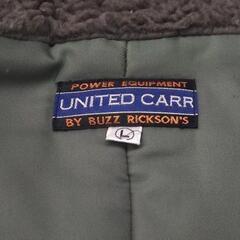 POWER EQUIPMENT
UNITED CARR
BY BUZZ RICKSON'S
L